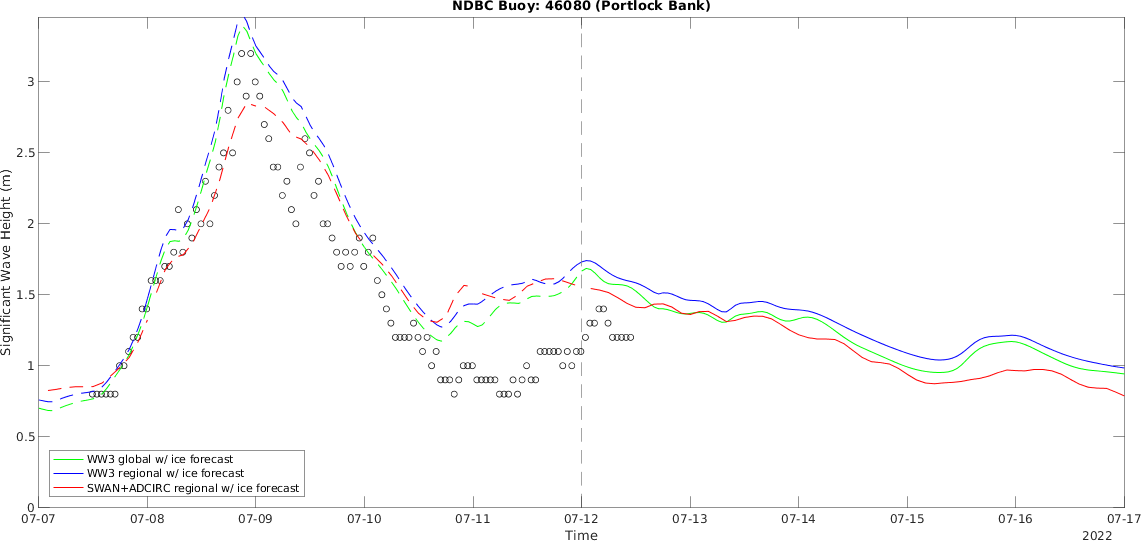 NDBC Buoy: 46080 (Portlock Bank)
Significant Wave Height (m)
3
2.5
2
1.5
1
0.5
0
WW3 global w/ ice forecast
WW3 regional w/ ice forecast
SWAN+ADCIRC regional w/ ice forecast
07-07 07-08 07-09 07-10 07-11 07-12 07-13 07-14 07-15 07-16 07-17
Time
2022